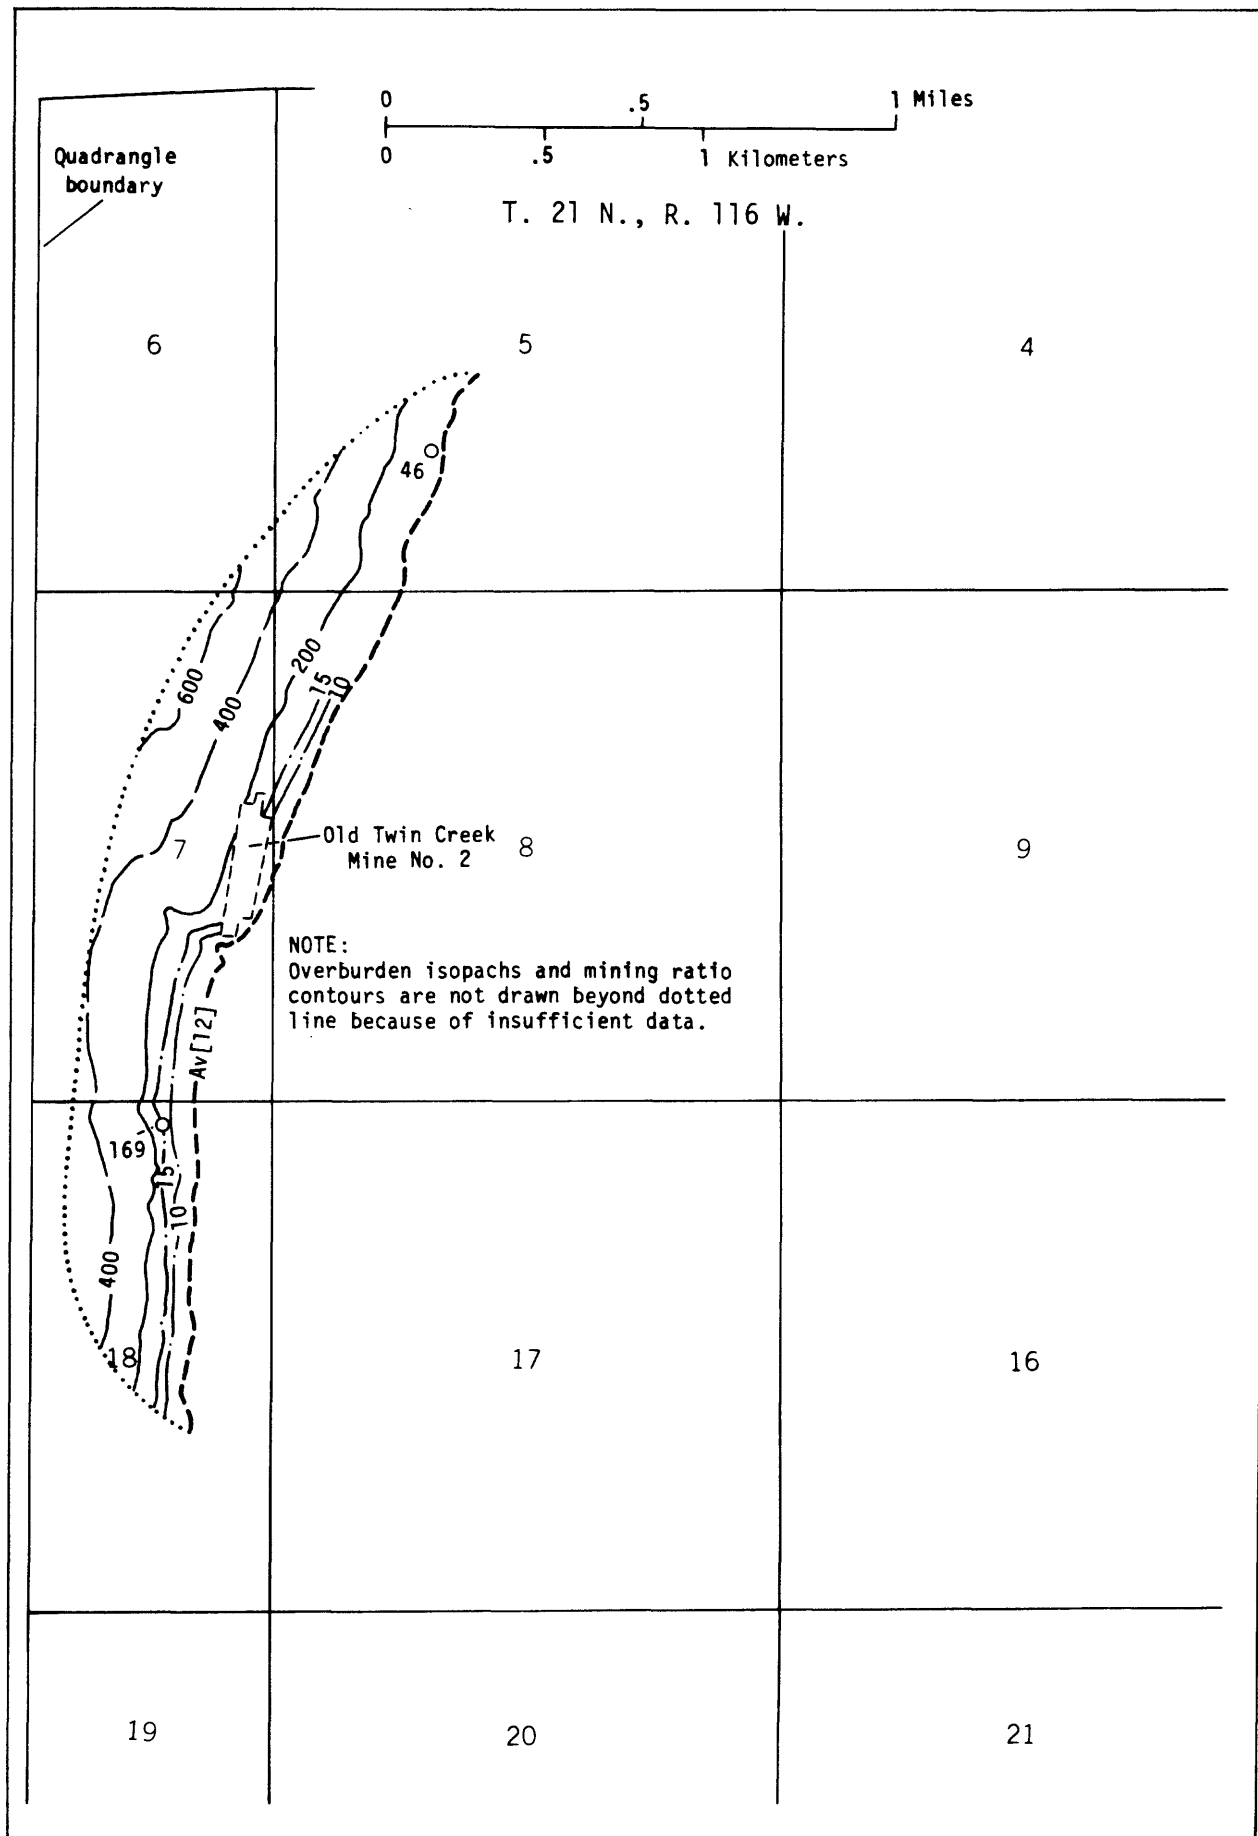 0 .5 1 Miles
0 .5 1 Kilometers
Quadrangle
boundary
T. 21 N., R. 116 W.
6
5
4
46
200
600
400
15
10
Old Twin Creek
Mine No. 2
7
8
9
NOTE:
Overburden isopachs and mining ratio
contours are not drawn beyond dotted
line because of insufficient data.
Av[12]
169
15
10
400
18
17
16
19
20
21